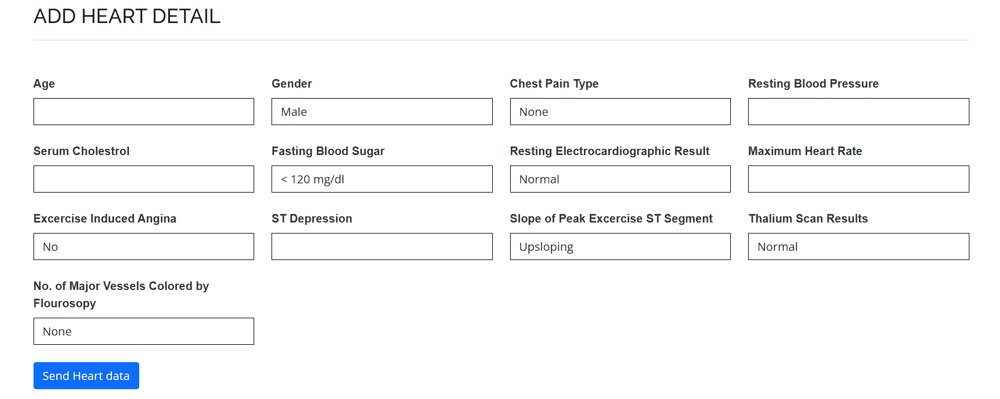 ADD HEART DETAIL
Age
Gender
Chest Pain Type
Resting Blood Pressure
Male
None
Serum Cholestrol
Fasting Blood Sugar
Resting Electrocardiographic Result
Maximum Heart Rate
< 120 mg/dl
Normal
Excercise Induced Angina
ST Depression
Slope of Peak Excercise ST Segment
Thalium Scan Results
No
Upsloping
Normal
No. of Major Vessels Colored by
Flourosopy
None
Send Heart data